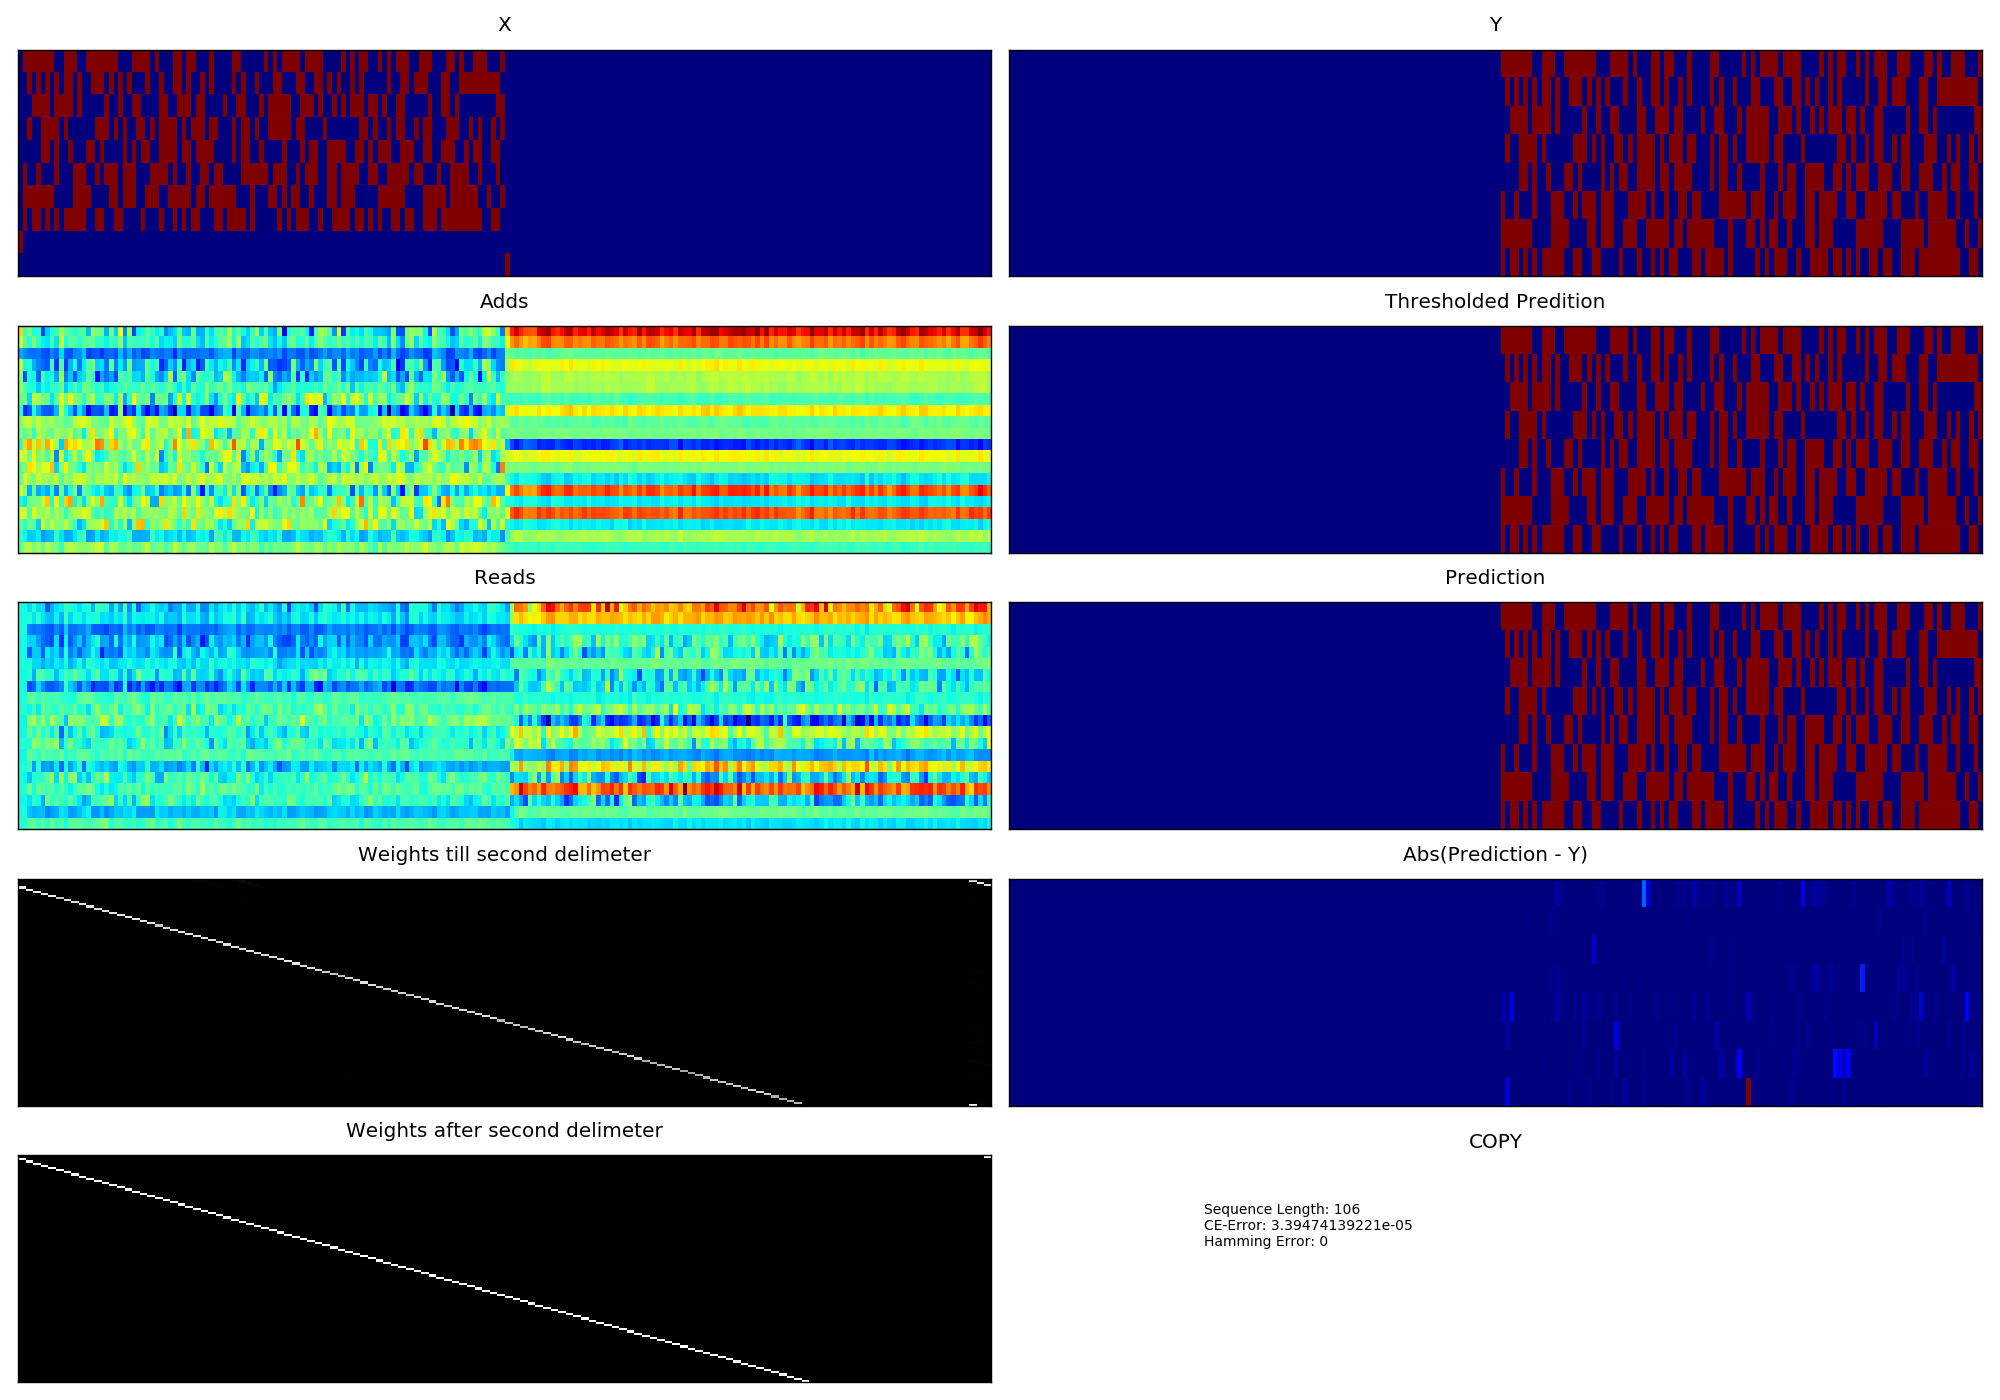 X
Y
Adds
Thresholded Predition
Reads
Prediction
Weights till second delimeter
Abs(Prediction - Y)
Weights after second delimeter
COPY
Sequence Length: 106
CE-Error: 3.39474139221e-05
Hamming Error: 0